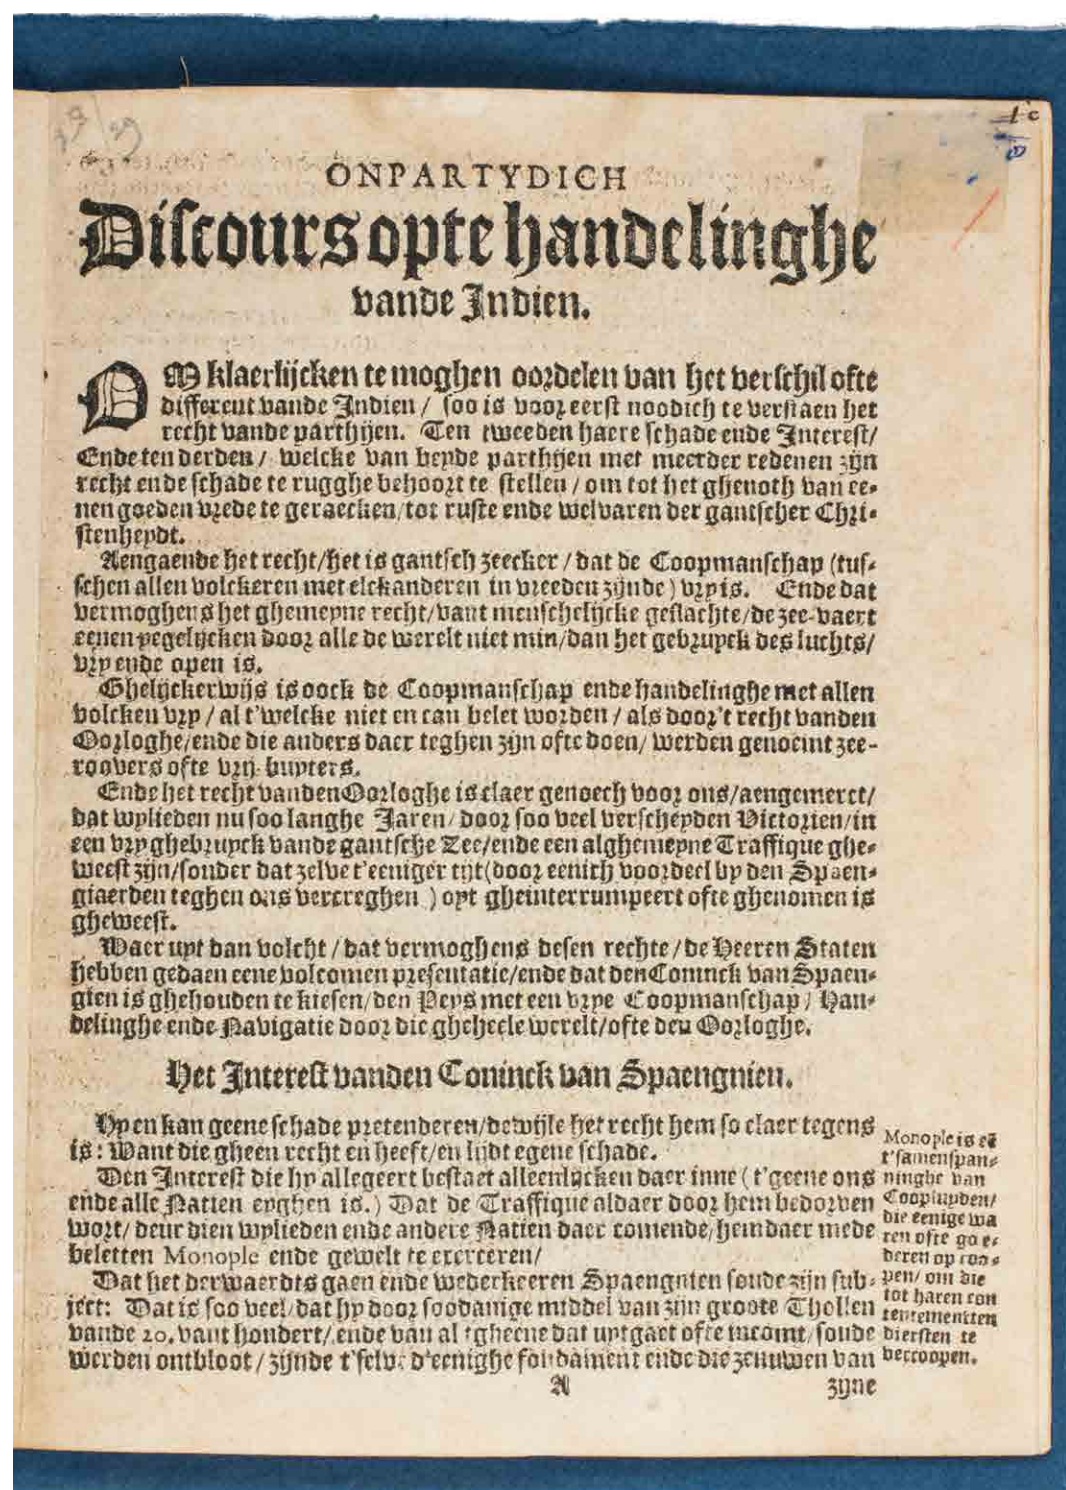 ONPARTYDICH
Discours opte handelinghe
vande Indien.
OM klaerlijcken te moghen oordelen van het verschil ofte
different vande Indien / soo is vooreerst noodich te verstaen het
recht vande parthijen. Ten tweeden haere schade ende Interest/
Ende ten derden / welcke van beyde parthijen met meerder redenen zijn
recht ende schade te rugghe behoort te stellen / om tot het ghenoth van ee-
nen goeden vrede te geraecken/tot ruste ende welvaren der gantscher Chri-
stenheydt.
Aengaende het recht/het is gantsch zeecker / dat de Coopmanschap (tus-
schen allen volckeren met elckanderen in vreeden zijnde) vry is. Ende dat
vermoghens het ghemeyne recht/vant menschelijcke geslachte/de zee-vaert
eenen yegelijcken door alle de werelt niet min/dan het gebruyck des luchts/
vry ende open is.
Ghelijckerwijs is oock de Coopmanschap ende handelinghe met allen
volcken vry / al t'welcke niet en can belet worden / als door't recht vanden
Oorloghe/ende die anders daer teghen zijn ofte doen/ werden genoemt zee-
roovers ofte vrij-buyters.
Ende het recht vanden Oorloghe is claer genoech voor ons/aengemerct/
dat wylieden nu soo langhe Jaren/ door soo veel verscheyden Victorien/in
een vry ghebruyck vande gantsche Zee/ende een alghemeyne Traffique ghe-
weest zijn/sonder dat zelve t'eeniger tijt (door eenich voordeel by den Spaen-
giaerden teghen ons vercreghen ) oyt gheinterrumpeert ofte ghenomen is
gheweest.
Waer uyt dan volcht / dat vermoghens desen rechte / de Heeren Staten
hebben gedaen eene volcomen presentatie/ende dat den Coninck van Spaen-
gien is ghehouden te kiesen/den Peys met een vrye Coopmanschap / Han-
delinghe ende Navigatie door die gheheele werelt/ofte den Oorloghe.
Het Interest vanden Coninck van Spaengnien.
Hy en kan geene schade pretenderen/dewijle het recht hem so claer tegens
is: Want die gheen recht en heeft/en lijdt egene schade.
Den Interest die hy allegeert bestaet alleenlijcken daer inne (t'geene ons
ende alle Natien eyghen is.) Dat de Traffique aldaer door hem bedorven
wort/ deur dien wylieden ende andere Natien daer comende/hem daer mede
beletten Monople ende gewelt te exerceren/
Dat het derwaerdts gaen ende wederkeeren Spaengnien soude zijn sub-
ject: Dat is soo veel/dat hy door soodanige middel van zijn groote Thollen
vande 20. vant hondert/ ende van al 'tgheene dat uytgaet ofte incomt/ soude
werden ontbloot / zijnde t'selve d'eenighe fondament ende die zenuwen van
Monople is eē
t'samenspan-
ninghe van
Coopluyden/
die eenige wa
ren ofte goe-
deren op coo-
pen/ om die
tot haren con
tentementen
diersten te
vercoopen.
A
zijne